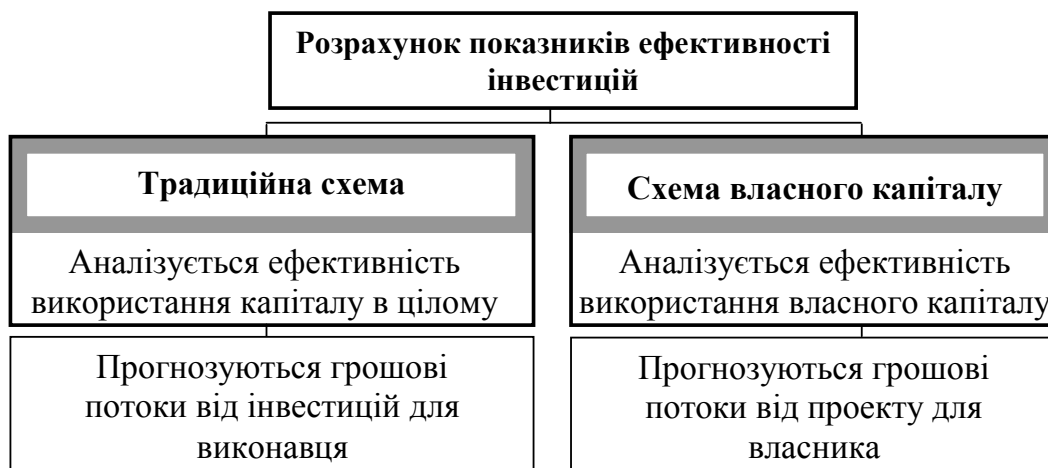 Розрахунок показників ефективності
інвестицій
Традиційна схема
Аналізується ефективність
використання капіталу в цілому
Прогнозуються грошові
потоки від інвестицій для
виконавця
Схема власного капіталу
Аналізується ефективність
використання власного капіталу
Прогнозуються грошові
потоки від проекту для
власника